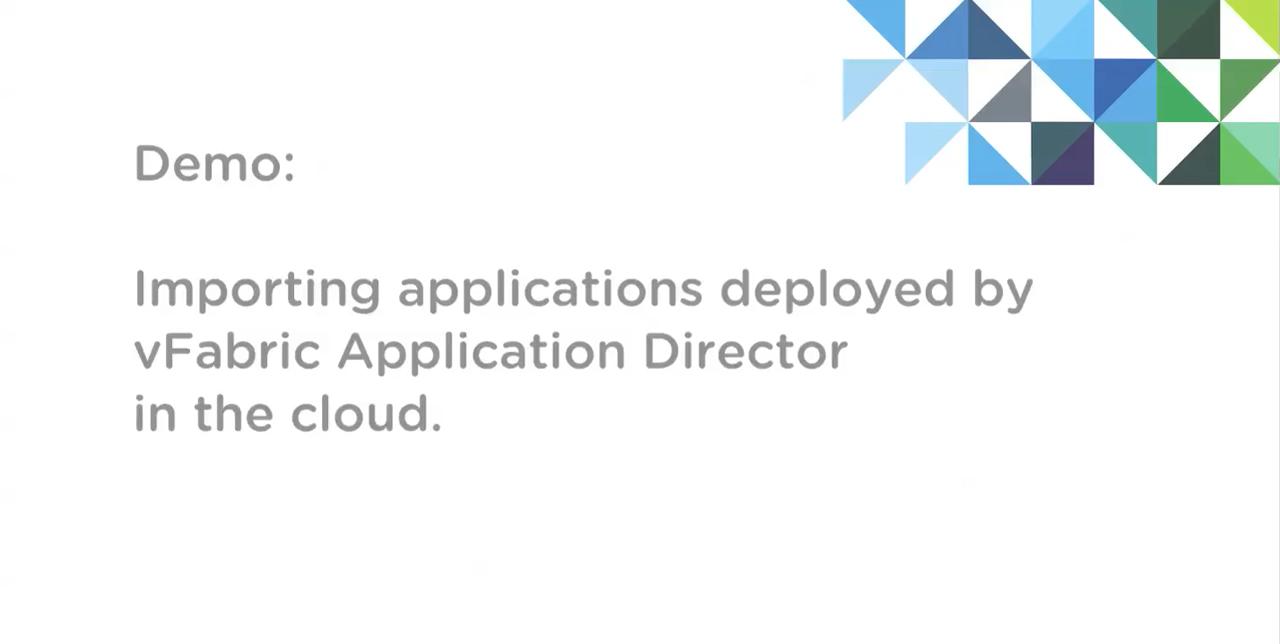 Demo:
Importing applications deployed by
vFabric Application Director
in the cloud.